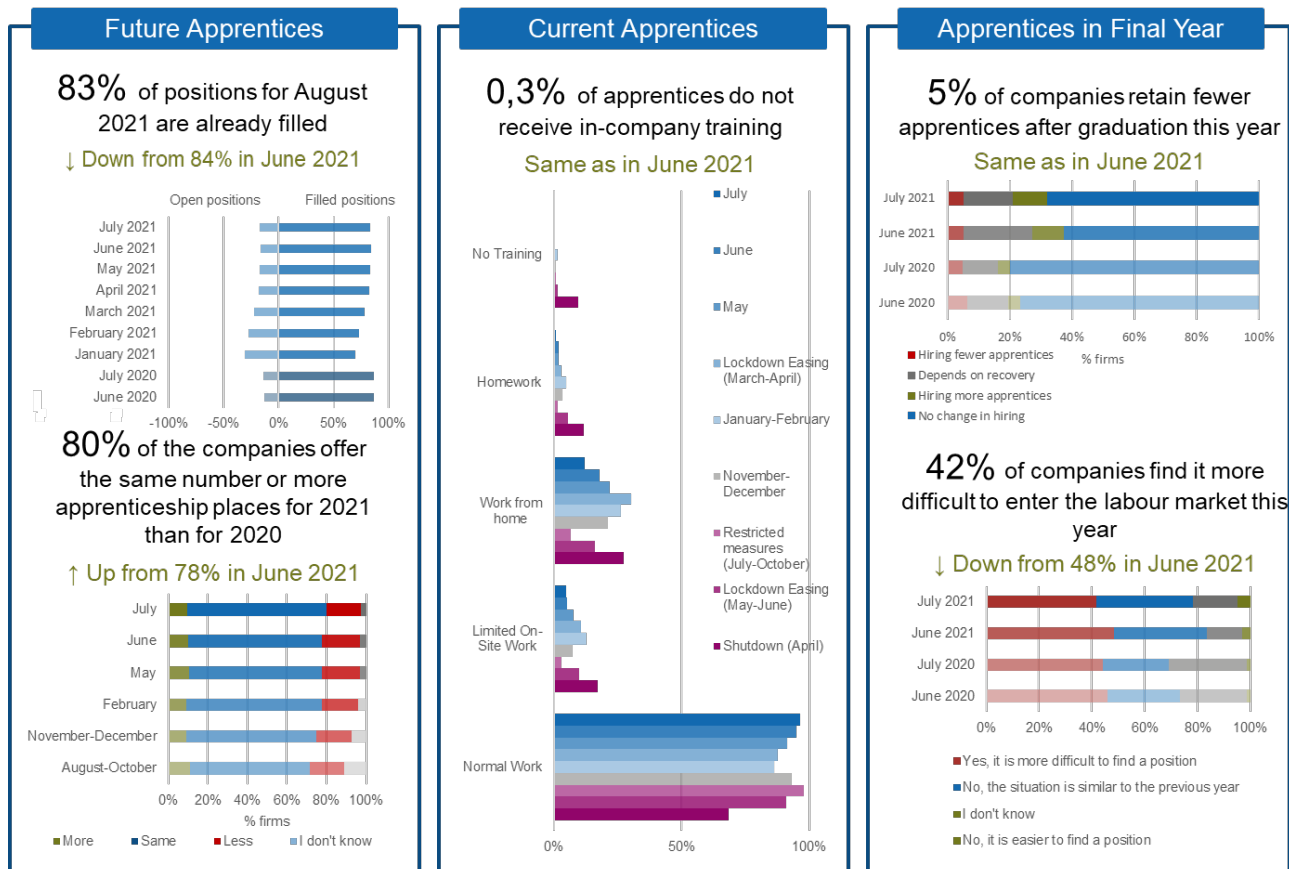 Future Apprentices
83% of positions for August
2021 are already filled
↓ Down from 84% in June 2021
Open positions Filled positions
July 2021
June 2021
May 2021
April 2021
March 2021
February 2021
January 2021
July 2020
June 2020
-100% -50% 0% 50% 100%
80% of the companies offer
the same number or more
apprenticeship places for 2021
than for 2020
↑ Up from 78% in June 2021
July
June
May
February
November-December
August-October
0% 20% 40% 60% 80% 100%
% firms
More Same Less I don't know
Current Apprentices
0,3% of apprentices do not
receive in-company training
Same as in June 2021
No Training
Homework
Work from
home
Limited On-
Site Work
Normal Work
0% 50% 100%
July
June
May
Lockdown Easing
(March-April)
January-February
November-
December
Restricted
measures
(July-October)
Lockdown Easing
(May-June)
Shutdown (April)
Apprentices in Final Year
5% of companies retain fewer
apprentices after graduation this year
Same as in June 2021
July 2021
June 2021
July 2020
June 2020
0% 20% 40% 60% 80% 100%
% firms
Hiring fewer apprentices
Depends on recovery
Hiring more apprentices
No change in hiring
42% of companies find it more
difficult to enter the labour market this
year
↓ Down from 48% in June 2021
July 2021
June 2021
July 2020
June 2020
0% 20% 40% 60% 80% 100%
Yes, it is more difficult to find a position
No, the situation is similar to the previous year
I don't know
No, it is easier to find a position